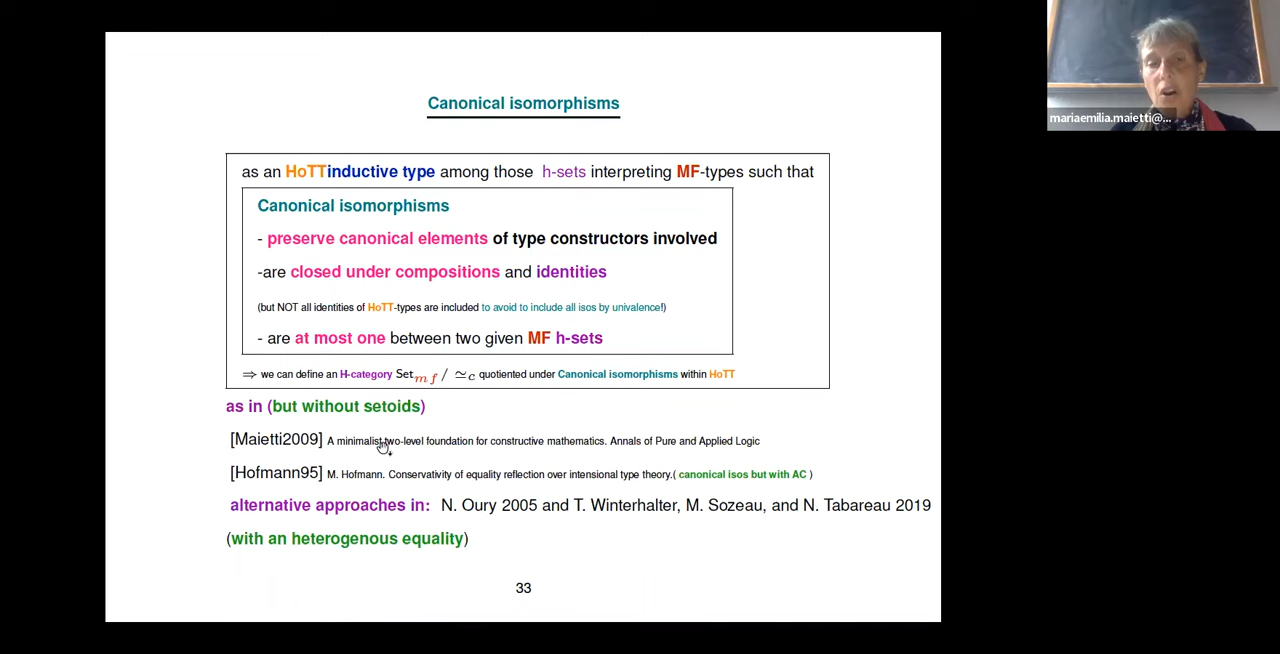 Canonical isomorphisms
as an HoTTinductive type among those h-sets interpreting MF-types such that
Canonical isomorphisms
- preserve canonical elements of type constructors involved
-are closed under compositions and identities
(but NOT all identities of HoTT-types are included to avoid to include all isos by univalence!)
- are at most one between two given MF h-sets
⇒ we can define an H-category Set_mf / ≃_c quotiented under Canonical isomorphisms within HoTT
as in (but without setoids)
[Maietti2009] A minimalist two-level foundation for constructive mathematics. Annals of Pure and Applied Logic
[Hofmann95] M. Hofmann. Conservativity of equality reflection over intensional type theory.( canonical isos but with AC )
alternative approaches in: N. Oury 2005 and T. Winterhalter, M. Sozeau, and N. Tabareau 2019
(with an heterogenous equality)
33
mariaemilia.maietti@...